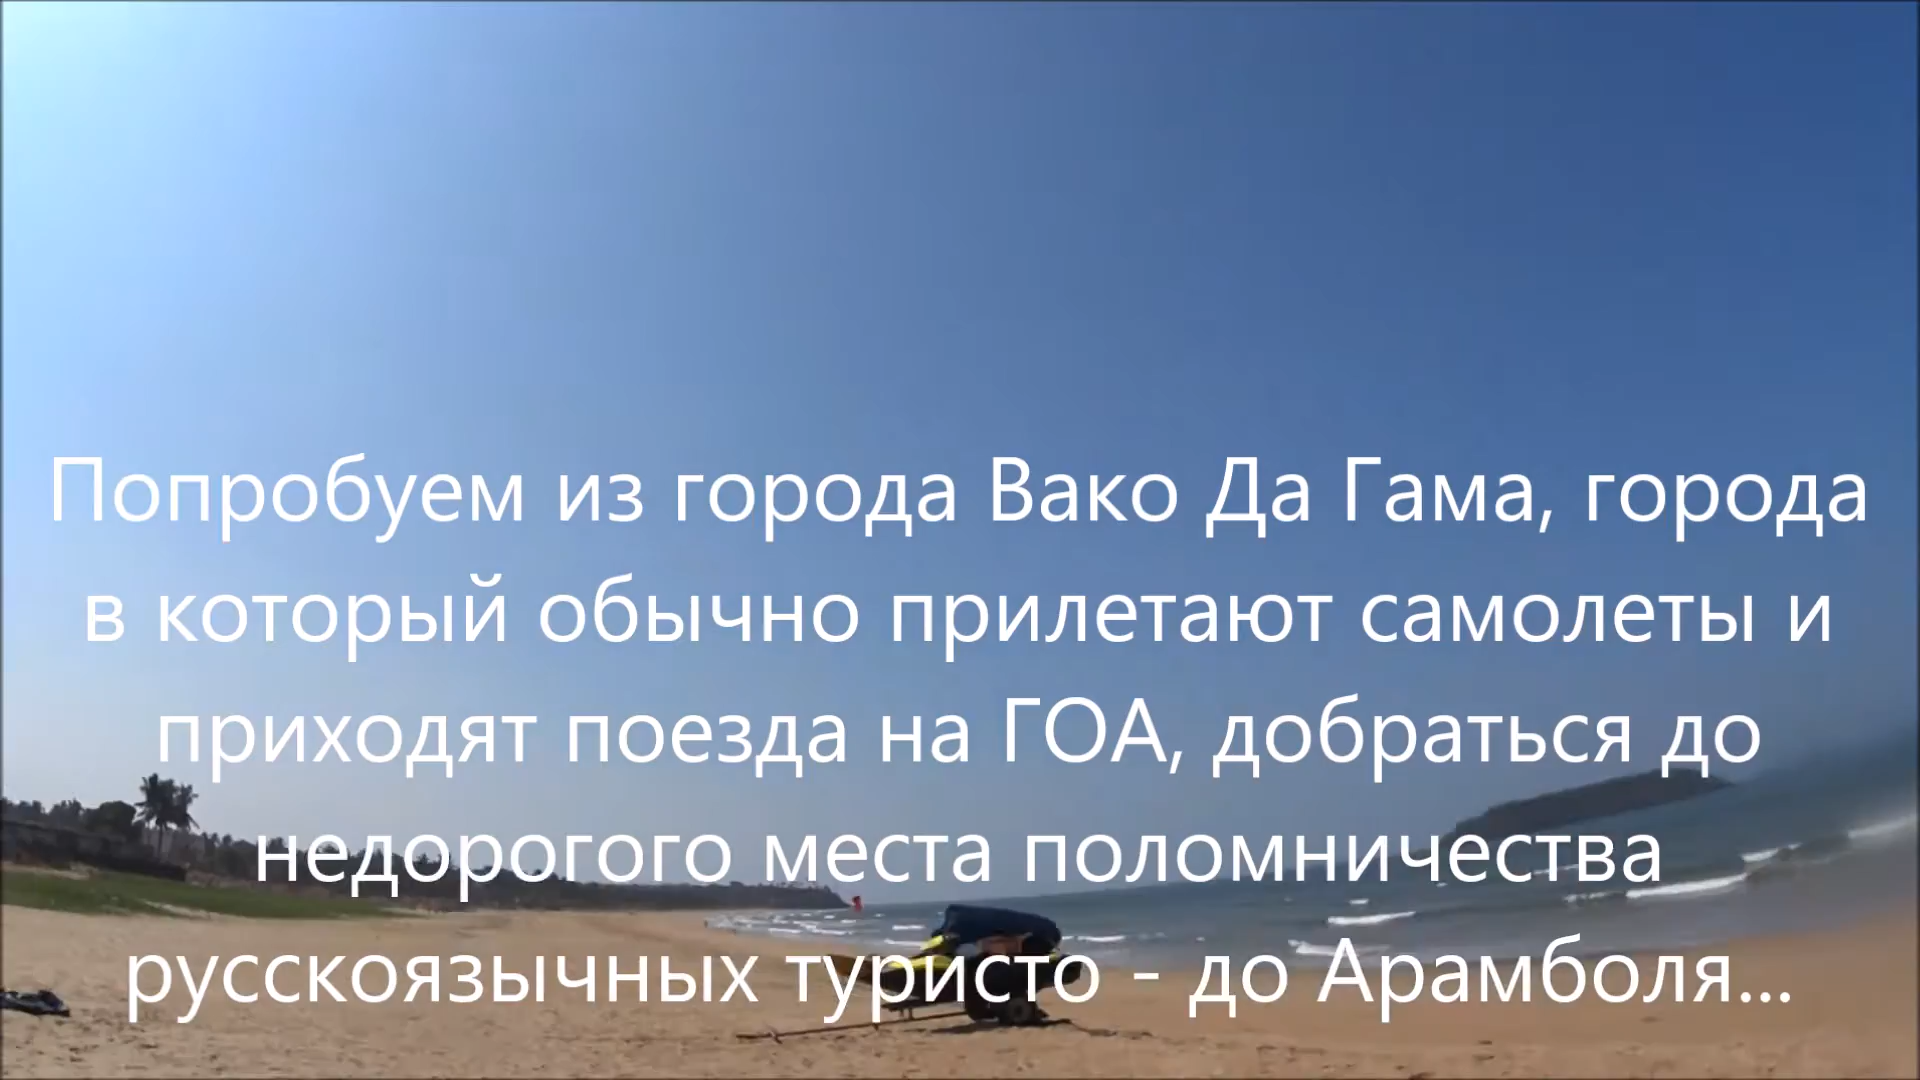 Попробуем из города Вако Да Гама, города
в который обычно прилетают самолеты и
приходят поезда на ГОА, добраться до
недорогого места поломничества
русскоязычных туристо - до Арамболя...